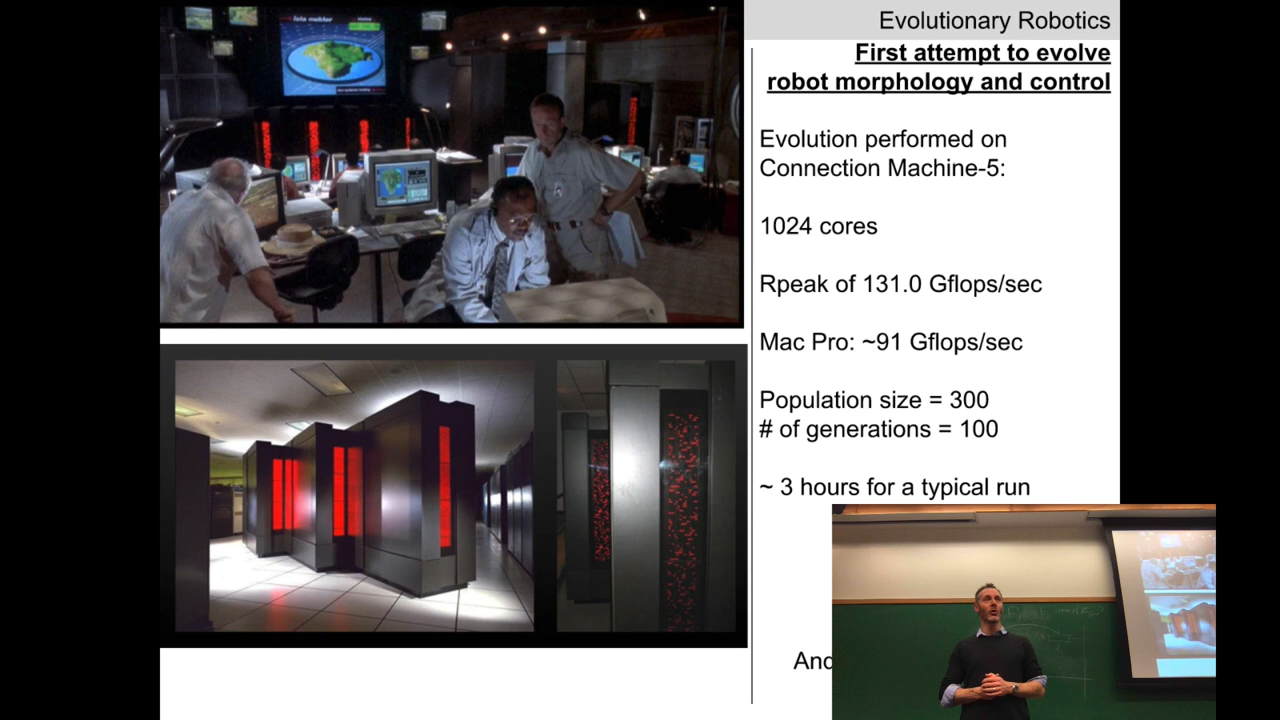 Evolutionary Robotics
First attempt to evolve
robot morphology and control
Evolution performed on
Connection Machine-5:
1024 cores
Rpeak of 131.0 Gflops/sec
Mac Pro: ~91 Gflops/sec
Population size = 300
# of generations = 100
~ 3 hours for a typical run